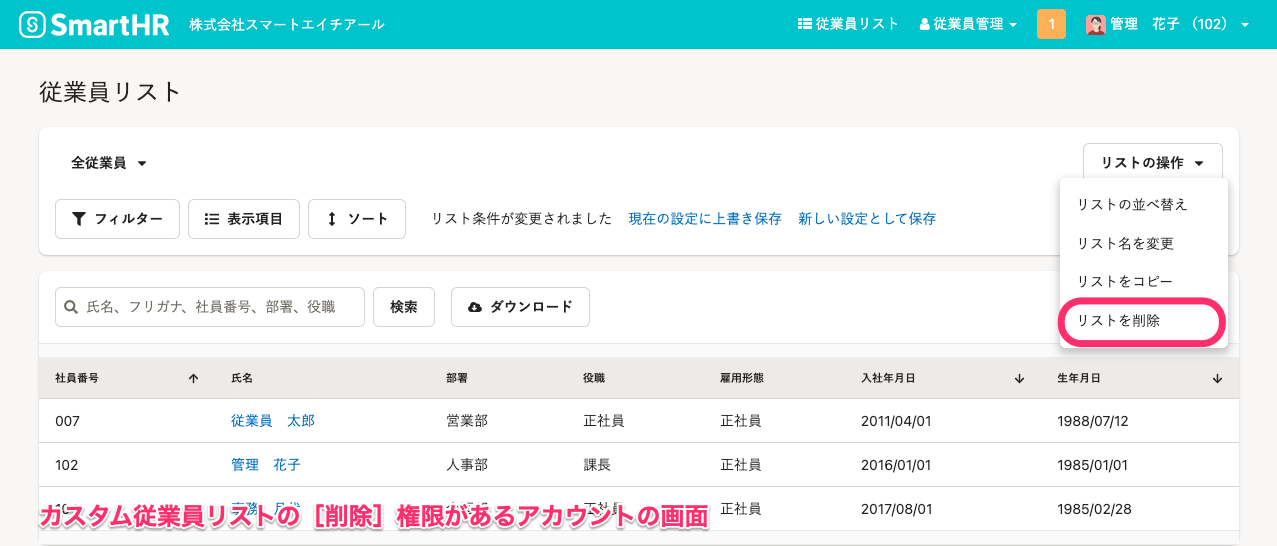 SmartHR 株式会社スマートエイチアール 従業員リスト 従業員管理 1 管理 花子 （102）
従業員リスト
全従業員 リストの操作
フィルター 表示項目 ソート リスト条件が変更されました 現在の設定に上書き保存 新しい設定として保存
リストの並べ替え
リスト名を変更
リストをコピー
リストを削除
氏名、フリガナ、社員番号、部署、役職 検索 ダウンロード
社員番号 氏名 部署 役職 雇用形態 入社年月日 生年月日
007 従業員 太郎 営業部 正社員 正社員 2011/04/01 1988/07/12
102 管理 花子 人事部 課長 正社員 2016/01/01 1985/01/01
正社員 2017/08/01 1985/02/28
カスタム従業員リストの［削除］権限があるアカウントの画面